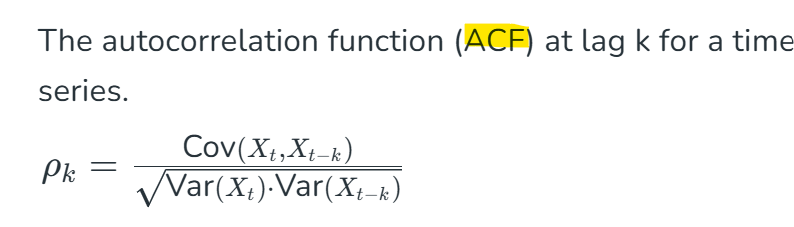 The autocorrelation function (ACF) at lag k for a time
series.
ρₖ = Cov(Xₜ,Xₜ₋ₖ) / √Var(Xₜ)·Var(Xₜ₋ₖ)